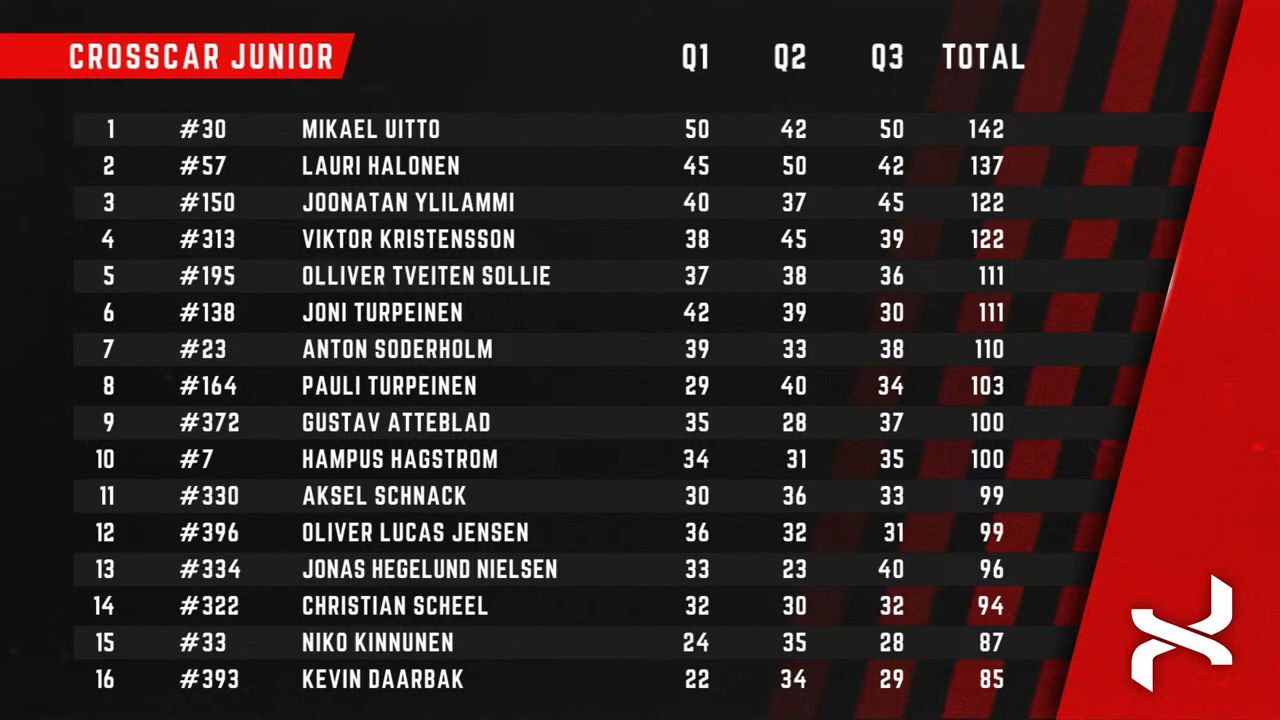 CROSSCAR JUNIOR Q1 Q2 Q3 TOTAL
1 #30 MIKAEL UITTO 50 42 50 142
2 #57 LAURI HALONEN 45 50 42 137
3 #150 JOONATAN YLILAMMI 40 37 45 122
4 #313 VIKTOR KRISTENSSON 38 45 39 122
5 #195 OLLIVER TVEITEN SOLLIE 37 38 36 111
6 #138 JONI TURPEINEN 42 39 30 111
7 #23 ANTON SODERHOLM 39 33 38 110
8 #164 PAULI TURPEINEN 29 40 34 103
9 #372 GUSTAV ATTEBLAD 35 28 37 100
10 #7 HAMPUS HAGSTROM 34 31 35 100
11 #330 AKSEL SCHNACK 30 36 33 99
12 #396 OLIVER LUCAS JENSEN 36 32 31 99
13 #334 JONAS HEGELUND NIELSEN 33 23 40 96
14 #322 CHRISTIAN SCHEEL 32 30 32 94
15 #33 NIKO KINNUNEN 24 35 28 87
16 #393 KEVIN DAARBAK 22 34 29 85